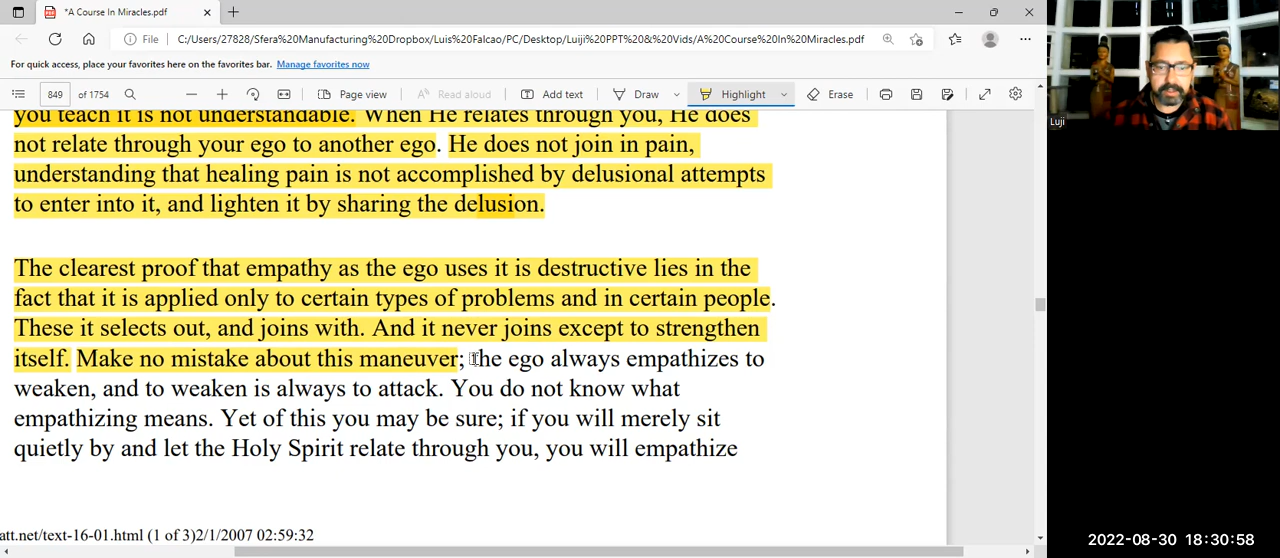 *A Course In Miracles.pdf
File
C:/Users/27828/Sfera%20Manufacturing%20Dropbox/Luis%20Falcao/PC/Desktop/Luiji%20PPT%20&%20Vids/A%20Course%20In%20Miracles.pdf
For quick access, place your favorites here on the favorites bar. Manage favorites now
849 of 1754
Page view
Read aloud
Add text
Draw
Highlight
Erase
you teach it is not understandable. When He relates through you, He does
not relate through your ego to another ego. He does not join in pain,
understanding that healing pain is not accomplished by delusional attempts
to enter into it, and lighten it by sharing the delusion.
The clearest proof that empathy as the ego uses it is destructive lies in the
fact that it is applied only to certain types of problems and in certain people.
These it selects out, and joins with. And it never joins except to strengthen
itself. Make no mistake about this maneuver; the ego always empathizes to
weaken, and to weaken is always to attack. You do not know what
empathizing means. Yet of this you may be sure; if you will merely sit
quietly by and let the Holy Spirit relate through you, you will empathize
att.net/text-16-01.html (1 of 3)2/1/2007 02:59:32
Luji
2022-08-30 18:30:58